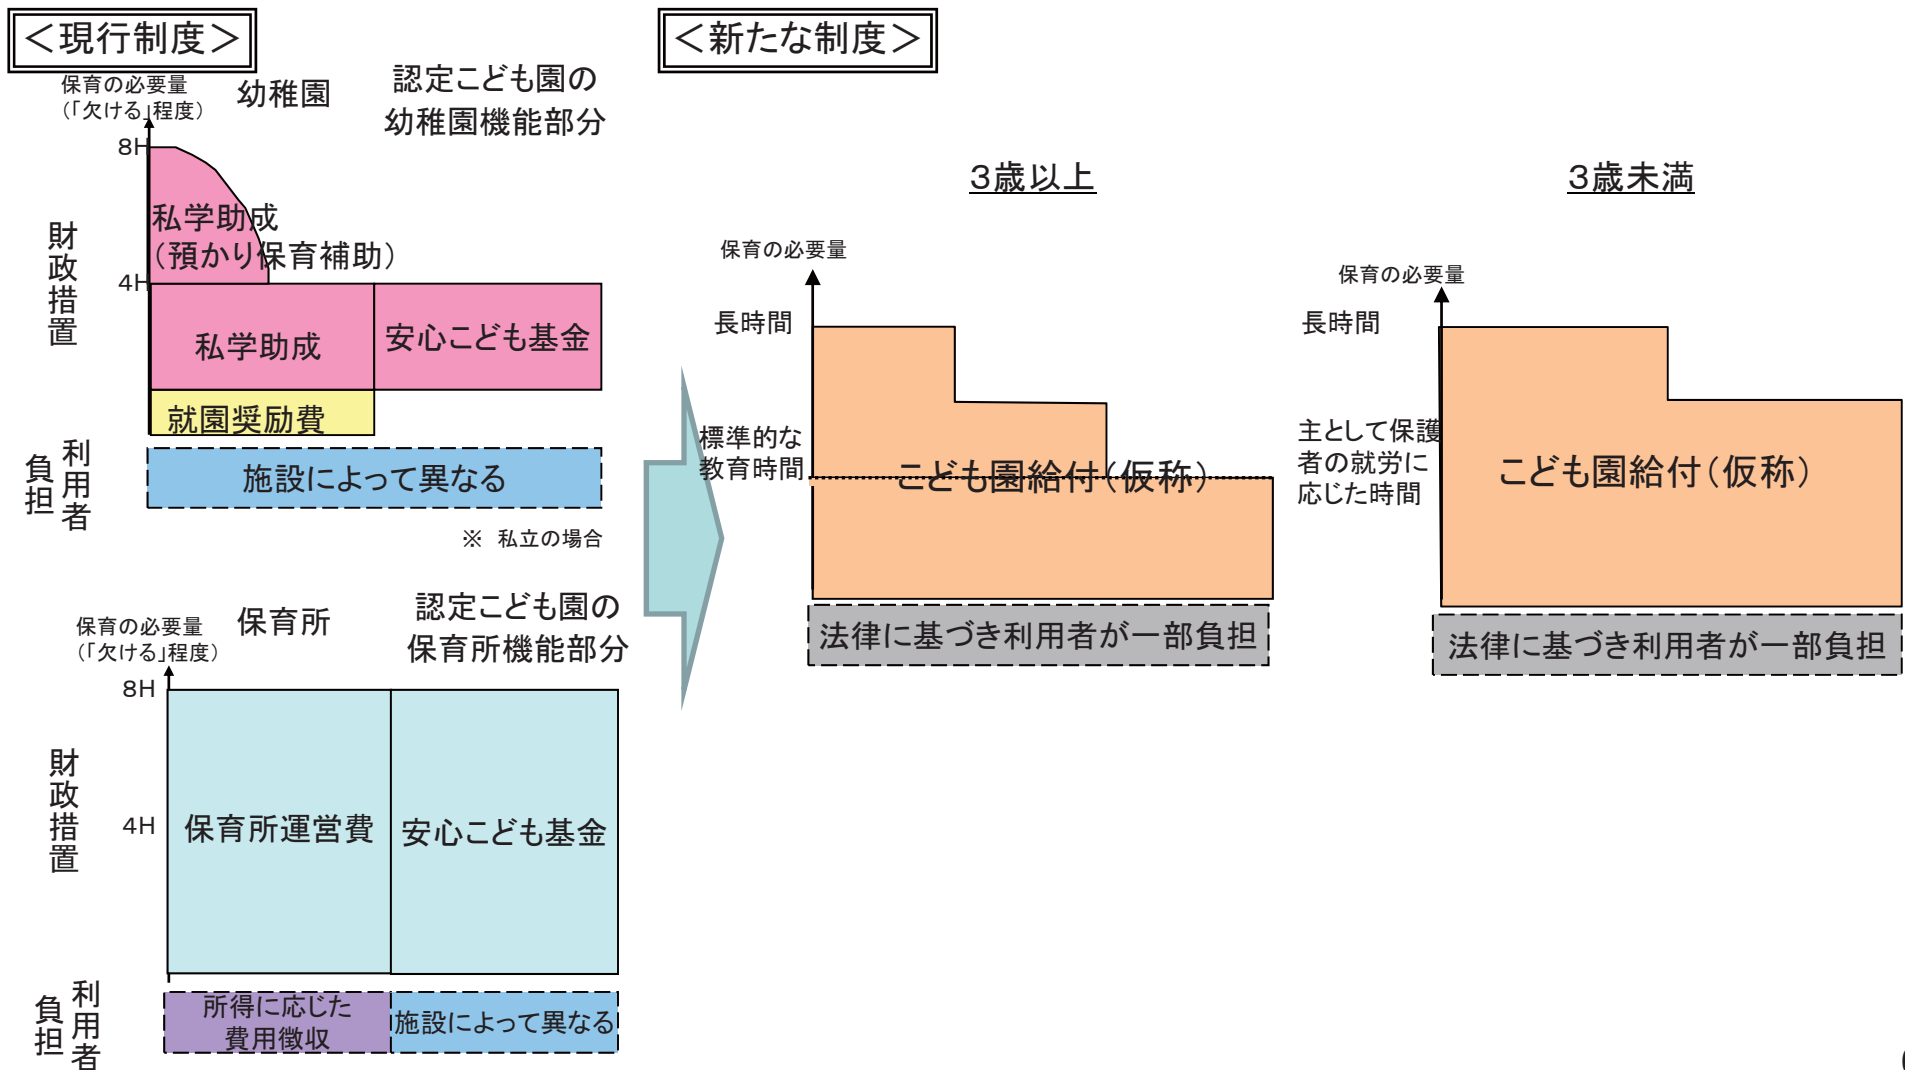 ＜現行制度＞
保育の必要量
（「欠ける」程度）
幼稚園
認定こども園の
幼稚園機能部分
8H
4H
財政措置
私学助成
（預かり保育補助）
私学助成
安心こども基金
就園奨励費
利用者
負担
施設によって異なる
※ 私立の場合
保育の必要量
（「欠ける」程度）
保育所
認定こども園の
保育所機能部分
8H
4H
財政措置
保育所運営費
安心こども基金
利用者
負担
所得に応じた
費用徴収
施設によって異なる
＜新たな制度＞
３歳以上
保育の必要量
長時間
標準的な
教育時間
こども園給付（仮称）
法律に基づき利用者が一部負担
３歳未満
保育の必要量
長時間
主として保護
者の就労に
応じた時間
こども園給付（仮称）
法律に基づき利用者が一部負担